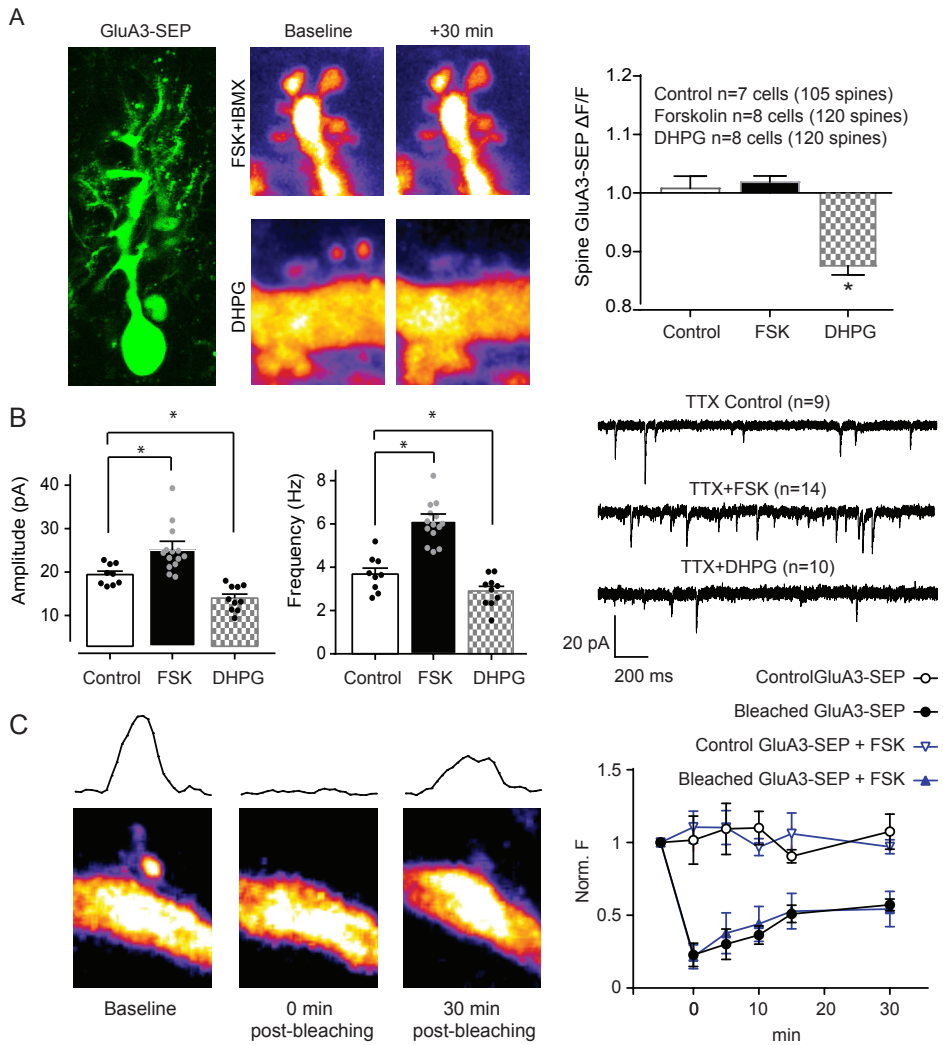 A
GluA3-SEP
Baseline
+30 min
FSK+IBMX
DHPG
Spine GluA3-SEP ΔF/F
1.2
1.1
1.0
0.9
0.8
Control n=7 cells (105 spines)
Forskolin n=8 cells (120 spines)
DHPG n=8 cells (120 spines)
*
Control
FSK
DHPG
B
*
*
Amplitude (pA)
40
30
20
10
Control
FSK
DHPG
*
*
Frequency (Hz)
8
6
4
2
0
Control
FSK
DHPG
TTX Control (n=9)
TTX+FSK (n=14)
TTX+DHPG (n=10)
20 pA
200 ms
C
Baseline
0 min
post-bleaching
30 min
post-bleaching
ControlGluA3-SEP
Bleached GluA3-SEP
Control GluA3-SEP + FSK
Bleached GluA3-SEP + FSK
Norm. F
1.5
1
0.5
0
0
10
20
30
min